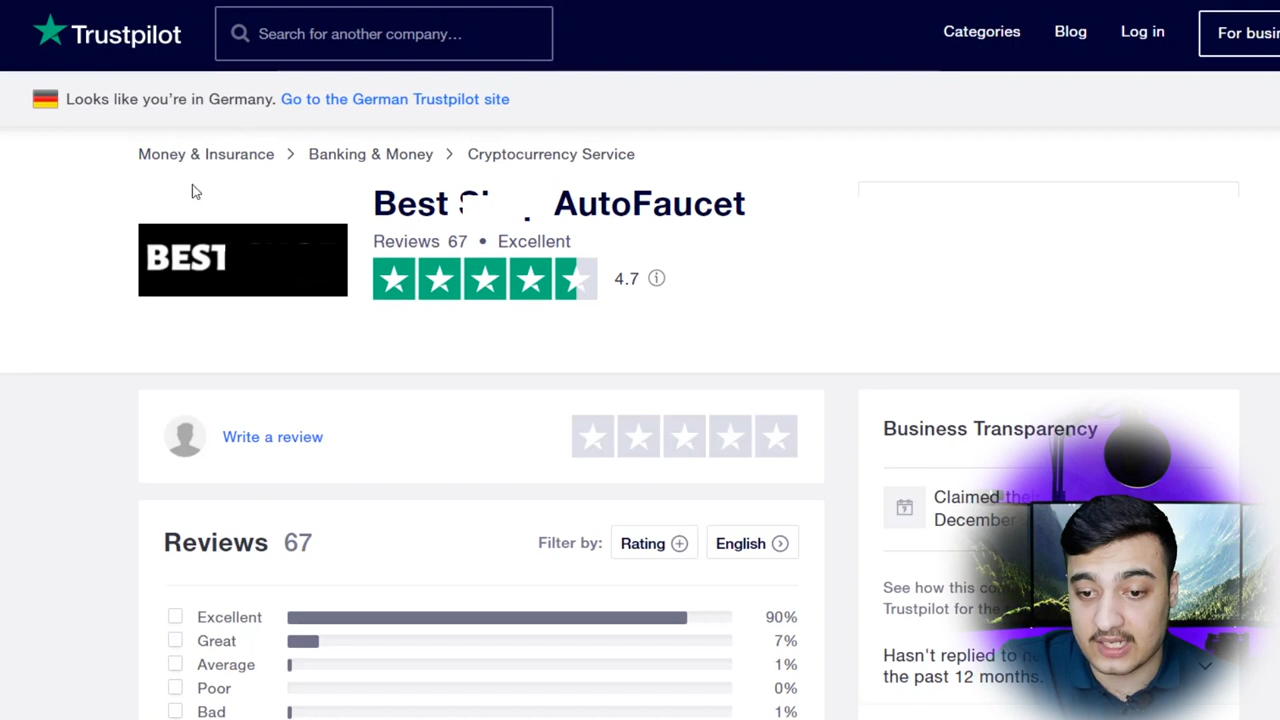 Trustpilot
Search for another company…
Categories
Blog
Log in
For busi
Looks like you’re in Germany. Go to the German Trustpilot site
Money & Insurance
Banking & Money
Cryptocurrency Service
Best AutoFaucet
BEST
Reviews 67 • Excellent
4.7
Write a review
Business Transparency
Claimed their
December
See how this
Trustpilot for the
Hasn't replied to
the past 12 months.
Reviews 67
Filter by:
Rating
English
Excellent 90%
Great 7%
Average 1%
Poor 0%
Bad 1%